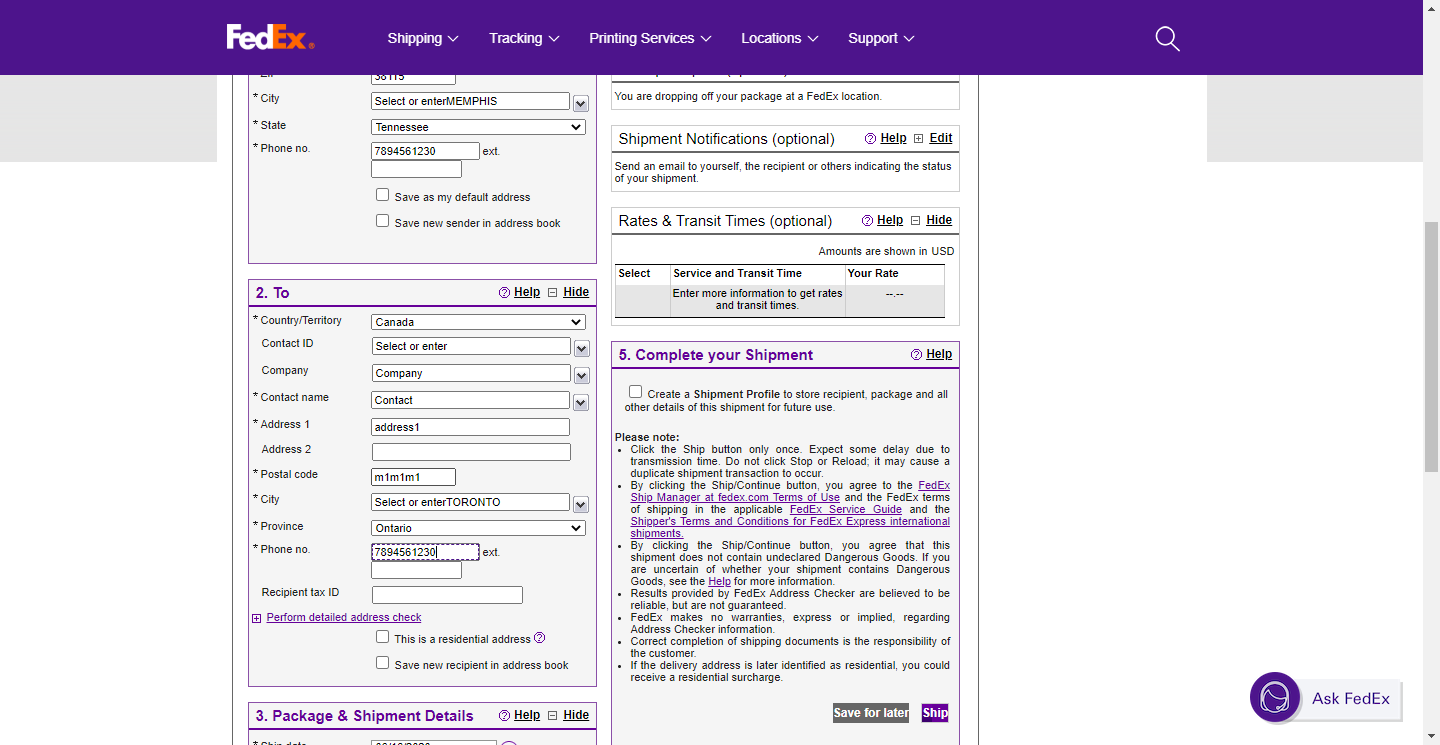 FedEx
Shipping
Tracking
Printing Services
Locations
Support
38115
* City
Select or enterMEMPHIS
* State
Tennessee
* Phone no.
7894561230
ext.
Save as my default address
Save new sender in address book
2. To
Help
Hide
* Country/Territory
Canada
Contact ID
Select or enter
Company
Company
* Contact name
Contact
* Address 1
address1
Address 2
* Postal code
m1m1m1
* City
Select or enterTORONTO
* Province
Ontario
* Phone no.
7894561230
ext.
Recipient tax ID
Perform detailed address check
This is a residential address
Save new recipient in address book
3. Package & Shipment Details
Help
Hide
* Ship date
You are dropping off your package at a FedEx location.
Shipment Notifications (optional)
Help
Edit
Send an email to yourself, the recipient or others indicating the status
of your shipment.
Rates & Transit Times (optional)
Help
Hide
Amounts are shown in USD
Select
Service and Transit Time
Your Rate
Enter more information to get rates
and transit times.
--.--
5. Complete your Shipment
Help
Create a Shipment Profile to store recipient, package and all
other details of this shipment for future use.
Please note:
• Click the Ship button only once. Expect some delay due to
transmission time. Do not click Stop or Reload; it may cause a
duplicate shipment transaction to occur.
• By clicking the Ship/Continue button, you agree to the FedEx
Ship Manager at fedex.com Terms of Use and the FedEx terms
of shipping in the applicable FedEx Service Guide and the
Shipper's Terms and Conditions for FedEx Express international
shipments.
• By clicking the Ship/Continue button, you agree that this
shipment does not contain undeclared Dangerous Goods. If you
are uncertain of whether your shipment contains Dangerous
Goods, see the Help for more information.
• Results provided by FedEx Address Checker are believed to be
reliable, but are not guaranteed.
• FedEx makes no warranties, express or implied, regarding
Address Checker information.
• Correct completion of shipping documents is the responsibility of
the customer.
• If the delivery address is later identified as residential, you could
receive a residential surcharge.
Save for later
Ship
Ask FedEx